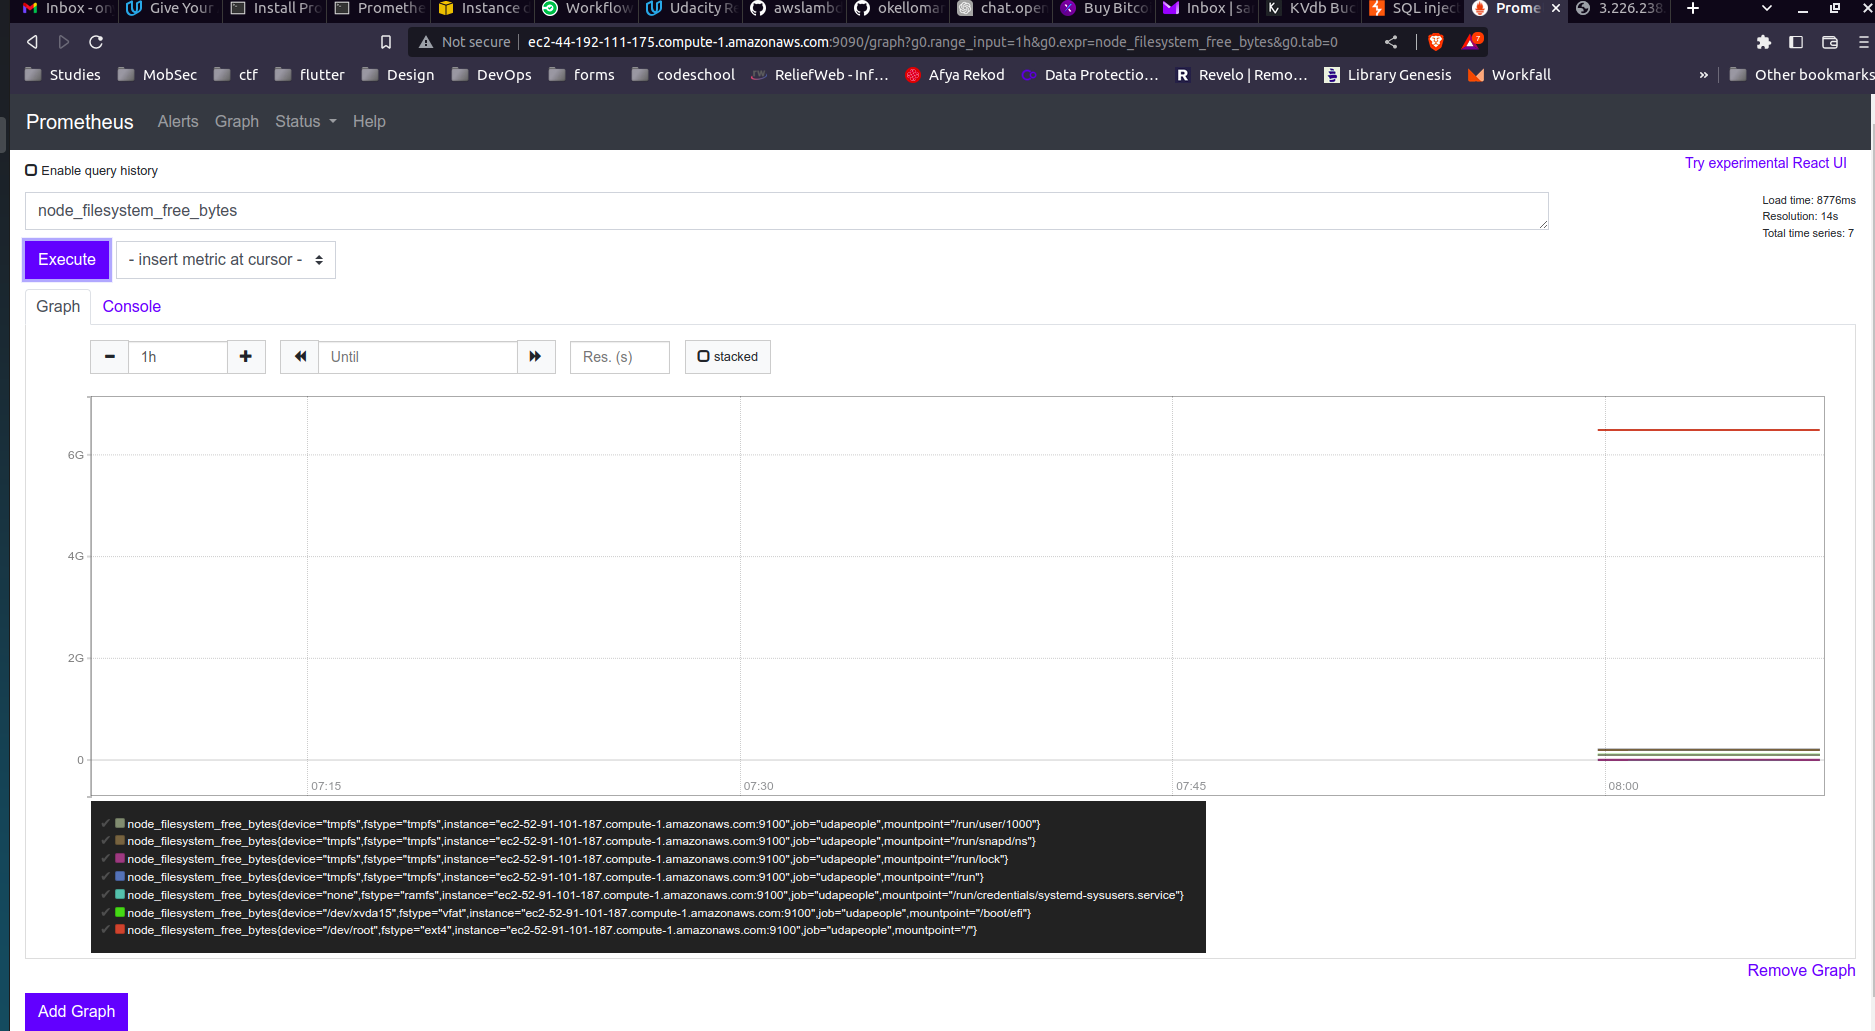 Inbox - on
Give Your
Install Pro
Promethe
Instance d
Workflow
Udacity Re
awslambd
okelloma
chat.open
Buy Bitco
Inbox | sa
KVdb Buc
SQL inject
Prome
3.226.238.
Not secure
ec2-44-192-111-175.compute-1.amazonaws.com:9090/graph?g0.range_input=1h&g0.expr=node_filesystem_free_bytes&g0.tab=0
7
Studies
MobSec
ctf
flutter
Design
DevOps
forms
codeschool
rw
ReliefWeb - Inf...
Afya Rekod
Data Protectio...
R
Revelo | Remo...
Library Genesis
Workfall
»
Other bookmarks
Prometheus
Alerts
Graph
Status
Help
Enable query history
Try experimental React UI
node_filesystem_free_bytes
Load time: 8776ms
Resolution: 14s
Total time series: 7
Execute
- insert metric at cursor -
Graph
Console
1h
Until
Res. (s)
stacked
6G
4G
2G
0
07:15
07:30
07:45
08:00
node_filesystem_free_bytes{device="tmpfs",fstype="tmpfs",instance="ec2-52-91-101-187.compute-1.amazonaws.com:9100",job="udapeople",mountpoint="/run/user/1000"}
node_filesystem_free_bytes{device="tmpfs",fstype="tmpfs",instance="ec2-52-91-101-187.compute-1.amazonaws.com:9100",job="udapeople",mountpoint="/run/snapd/ns"}
node_filesystem_free_bytes{device="tmpfs",fstype="tmpfs",instance="ec2-52-91-101-187.compute-1.amazonaws.com:9100",job="udapeople",mountpoint="/run/lock"}
node_filesystem_free_bytes{device="tmpfs",fstype="tmpfs",instance="ec2-52-91-101-187.compute-1.amazonaws.com:9100",job="udapeople",mountpoint="/run"}
node_filesystem_free_bytes{device="none",fstype="ramfs",instance="ec2-52-91-101-187.compute-1.amazonaws.com:9100",job="udapeople",mountpoint="/run/credentials/systemd-sysusers.service"}
node_filesystem_free_bytes{device="/dev/xvda15",fstype="vfat",instance="ec2-52-91-101-187.compute-1.amazonaws.com:9100",job="udapeople",mountpoint="/boot/efi"}
node_filesystem_free_bytes{device="/dev/root",fstype="ext4",instance="ec2-52-91-101-187.compute-1.amazonaws.com:9100",job="udapeople",mountpoint="/"}
Remove Graph
Add Graph